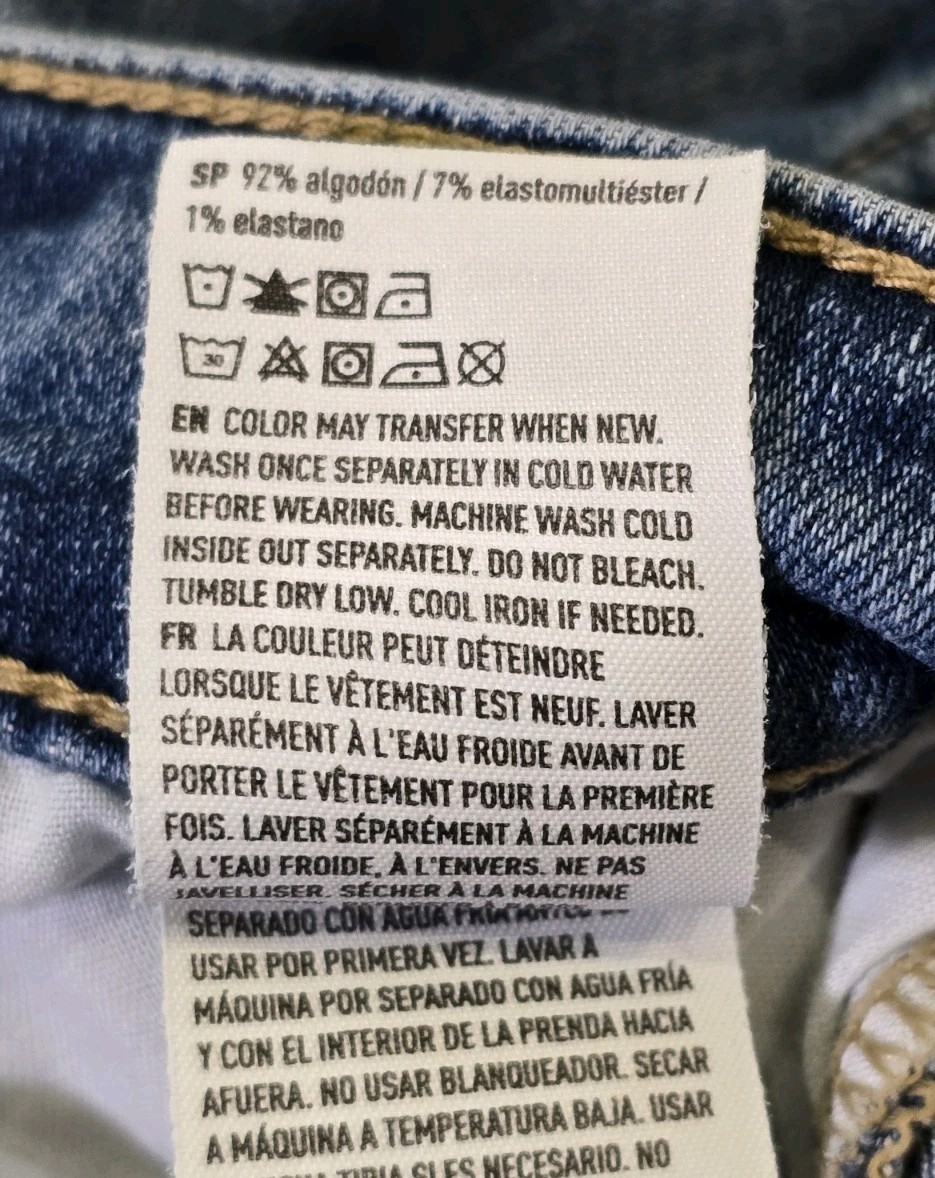 SP 92% algodón / 7% elastomultiéster /
1% elastano
30
EN COLOR MAY TRANSFER WHEN NEW.
WASH ONCE SEPARATELY IN COLD WATER
BEFORE WEARING. MACHINE WASH COLD
INSIDE OUT SEPARATELY. DO NOT BLEACH.
TUMBLE DRY LOW. COOL IRON IF NEEDED.
FR LA COULEUR PEUT DÉTEINDRE
LORSQUE LE VÊTEMENT EST NEUF. LAVER
SÉPARÉMENT À L'EAU FROIDE AVANT DE
PORTER LE VÊTEMENT POUR LA PREMIÈRE
FOIS. LAVER SÉPARÉMENT À LA MACHINE
À L'EAU FROIDE, À L'ENVERS. NE PAS
JAVELLISER. SÉCHER À LA MACHINE
SEPARADO CON AGUA
USAR POR PRIMERA VEZ. LAVAR A
MÁQUINA POR SEPARADO CON AGUA FRÍA
Y CON EL INTERIOR DE LA PRENDA HACIA
AFUERA. NO USAR BLANQUEADOR. SECAR
A MÁQUINA A TEMPERATURA BAJA. USAR
TIBIA SI ES NECESARIO. NO